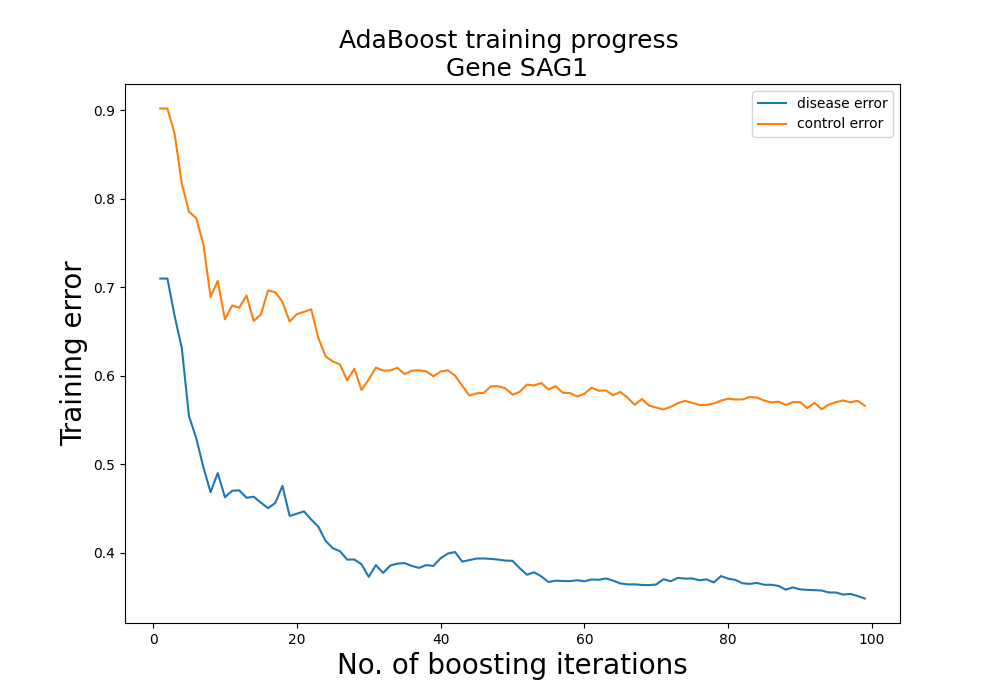 AdaBoost training progress
Gene SAG1
disease error
control error
Training error
0.9
0.8
0.7
0.6
0.5
0.4
0
20
40
60
80
100
No. of boosting iterations